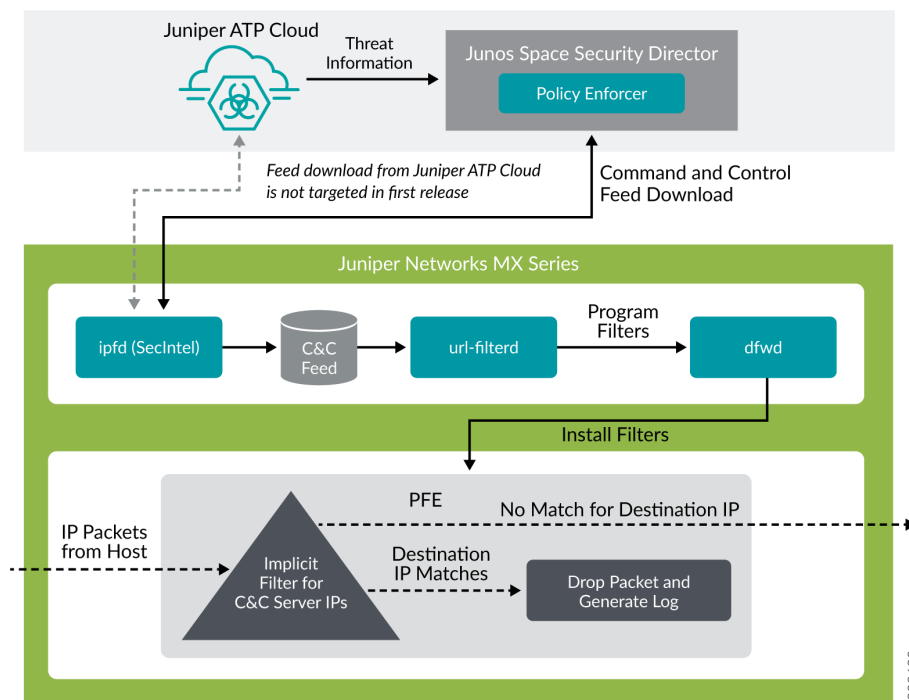 Juniper ATP Cloud
Threat
Information
Junos Space Security Director
Policy Enforcer
Feed download from Juniper ATP Cloud
is not targeted in first release
Command and Control
Feed Download
Juniper Networks MX Series
ipfd (SecIntel)
C&C
Feed
url-filterd
Program
Filters
dfwd
Install Filters
PFE
No Match for Destination IP
IP Packets
from Host
Implicit
Filter for
C&C Server IPs
Destination
IP Matches
Drop Packet and
Generate Log